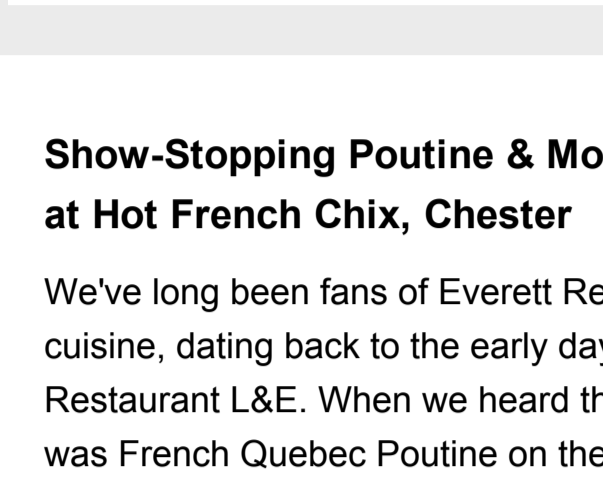 Show-Stopping Poutine & Mo
at Hot French Chix, Chester
We've long been fans of Everett Re
cuisine, dating back to the early day
Restaurant L&E. When we heard th
was French Quebec Poutine on the